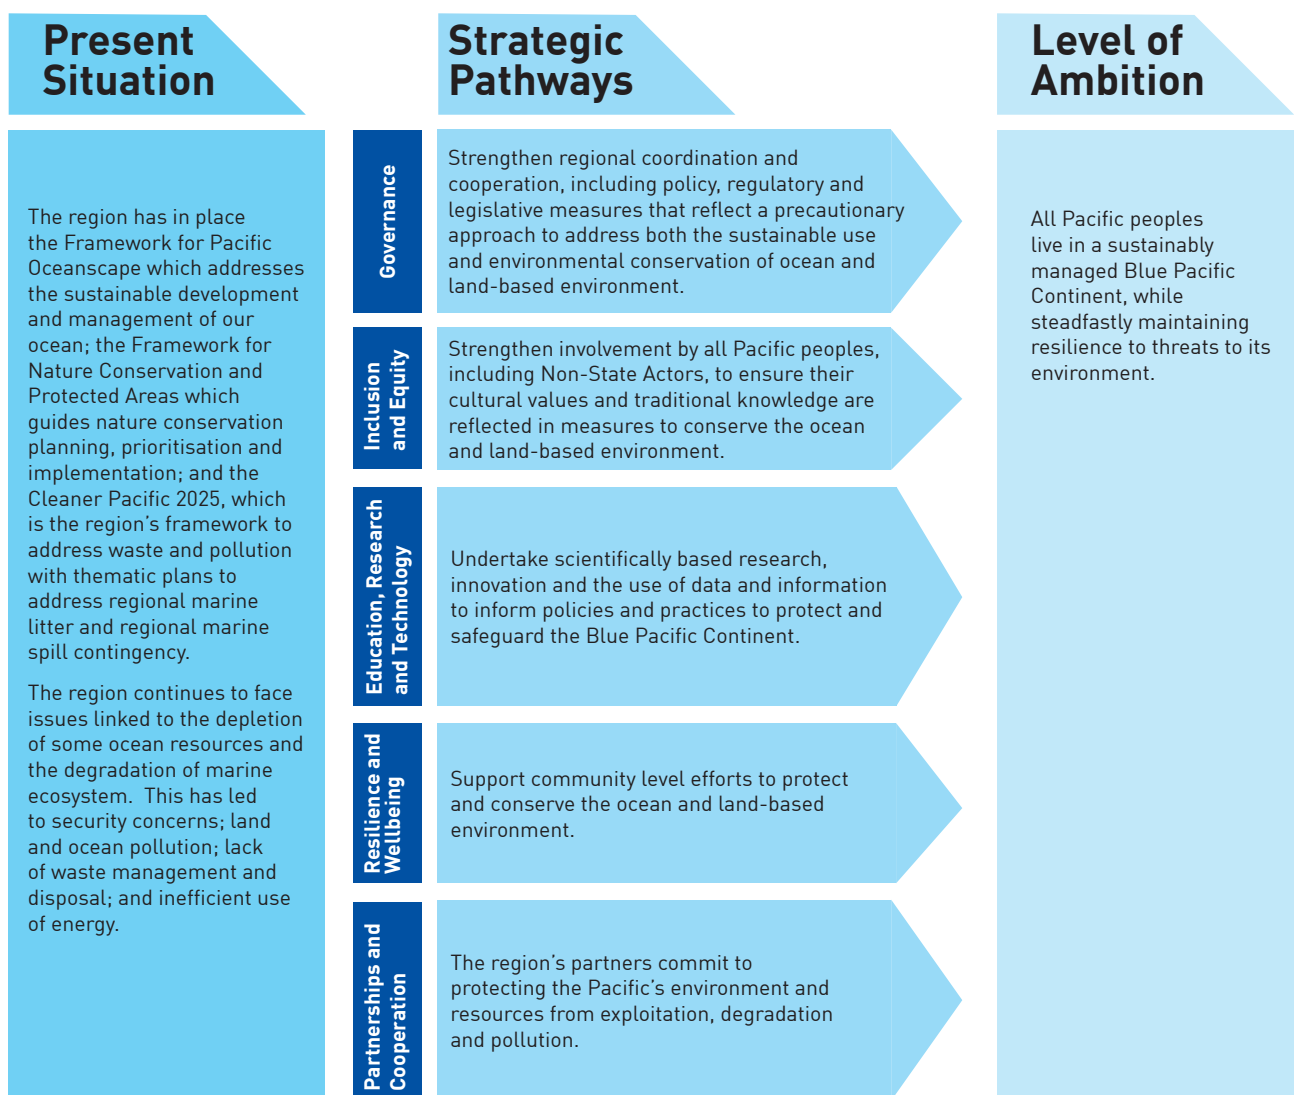 Present
Situation
The region has in place
the Framework for Pacific
Oceanscape which addresses
the sustainable development
and management of our
ocean; the Framework for
Nature Conservation and
Protected Areas which
guides nature conservation
planning, prioritisation and
implementation; and the
Cleaner Pacific 2025, which
is the region's framework to
address waste and pollution
with thematic plans to
address regional marine
litter and regional marine
spill contingency.
The region continues to face
issues linked to the depletion
of some ocean resources and
the degradation of marine
ecosystem.  This has led
to security concerns; land
and ocean pollution; lack
of waste management and
disposal; and inefficient use
of energy.
Strategic
Pathways
Governance
Strengthen regional coordination and
cooperation, including policy, regulatory and
legislative measures that reflect a precautionary
approach to address both the sustainable use
and environmental conservation of ocean and
land-based environment.
Inclusion
and Equity
Strengthen involvement by all Pacific peoples,
including Non-State Actors, to ensure their
cultural values and traditional knowledge are
reflected in measures to conserve the ocean
and land-based environment.
Education, Research
and Technology
Undertake scientifically based research,
innovation and the use of data and information
to inform policies and practices to protect and
safeguard the Blue Pacific Continent.
Resilience and
Wellbeing
Support community level efforts to protect
and conserve the ocean and land-based
environment.
Partnerships and
Cooperation
The region's partners commit to
protecting the Pacific's environment and
resources from exploitation, degradation
and pollution.
Level of
Ambition
All Pacific peoples
live in a sustainably
managed Blue Pacific
Continent, while
steadfastly maintaining
resilience to threats to its
environment.